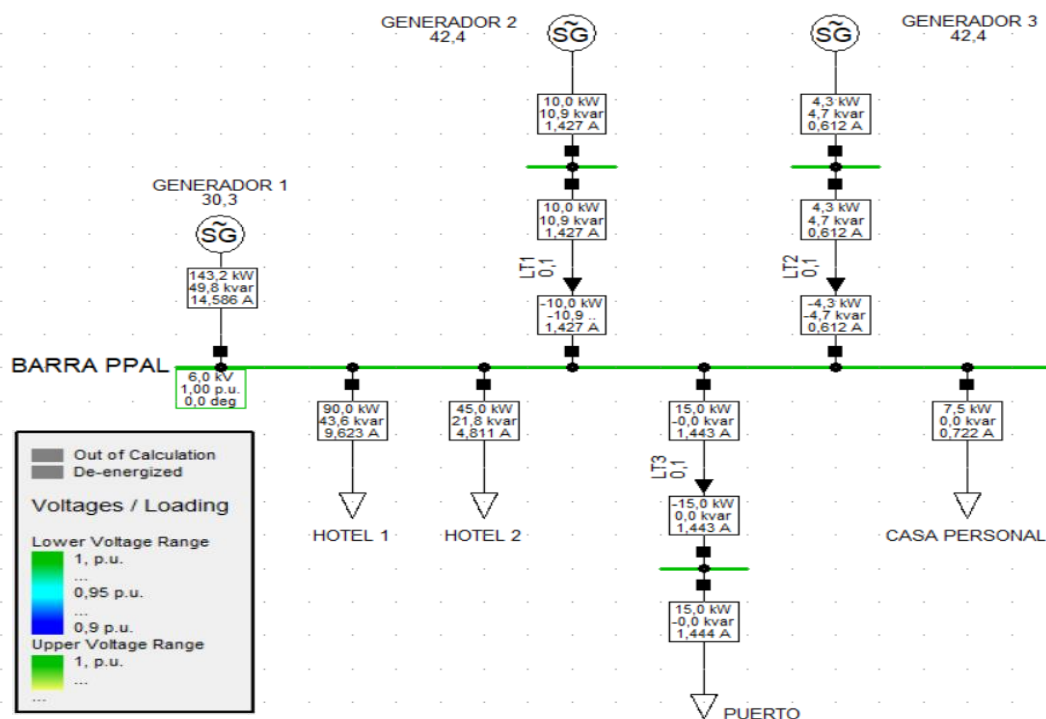 GENERADOR 2
42,4
SG
GENERADOR 3
42,4
SG
10,0 kW
10,9 kvar
1,427 A
4,3 kW
4,7 kvar
0,612 A
GENERADOR 1
30,3
SG
10,0 kW
10,9 kvar
1,427 A
4,3 kW
4,7 kvar
0,612 A
LT1
0,1
LT2
0,1
143,2 kW
49,8 kvar
14,586 A
-10,0 kW
-10,9 ..
1,427 A
-4,3 kW
-4,7 kvar
0,612 A
BARRA PPAL
6,0 kV
1,00 p.u.
0,0 deg
90,0 kW
43,6 kvar
9,623 A
45,0 kW
21,8 kvar
4,811 A
15,0 kW
-0,0 kvar
1,443 A
7,5 kW
0,0 kvar
0,722 A
LT3
0,1
-15,0 kW
0,0 kvar
1,443 A
HOTEL 1
HOTEL 2
CASA PERSONAL
15,0 kW
-0,0 kvar
1,444 A
PUERTO
Out of Calculation
De-energized
Voltages / Loading
Lower Voltage Range
1, p.u.
...
0,95 p.u.
...
0,9 p.u.
Upper Voltage Range
1, p.u.
...
...